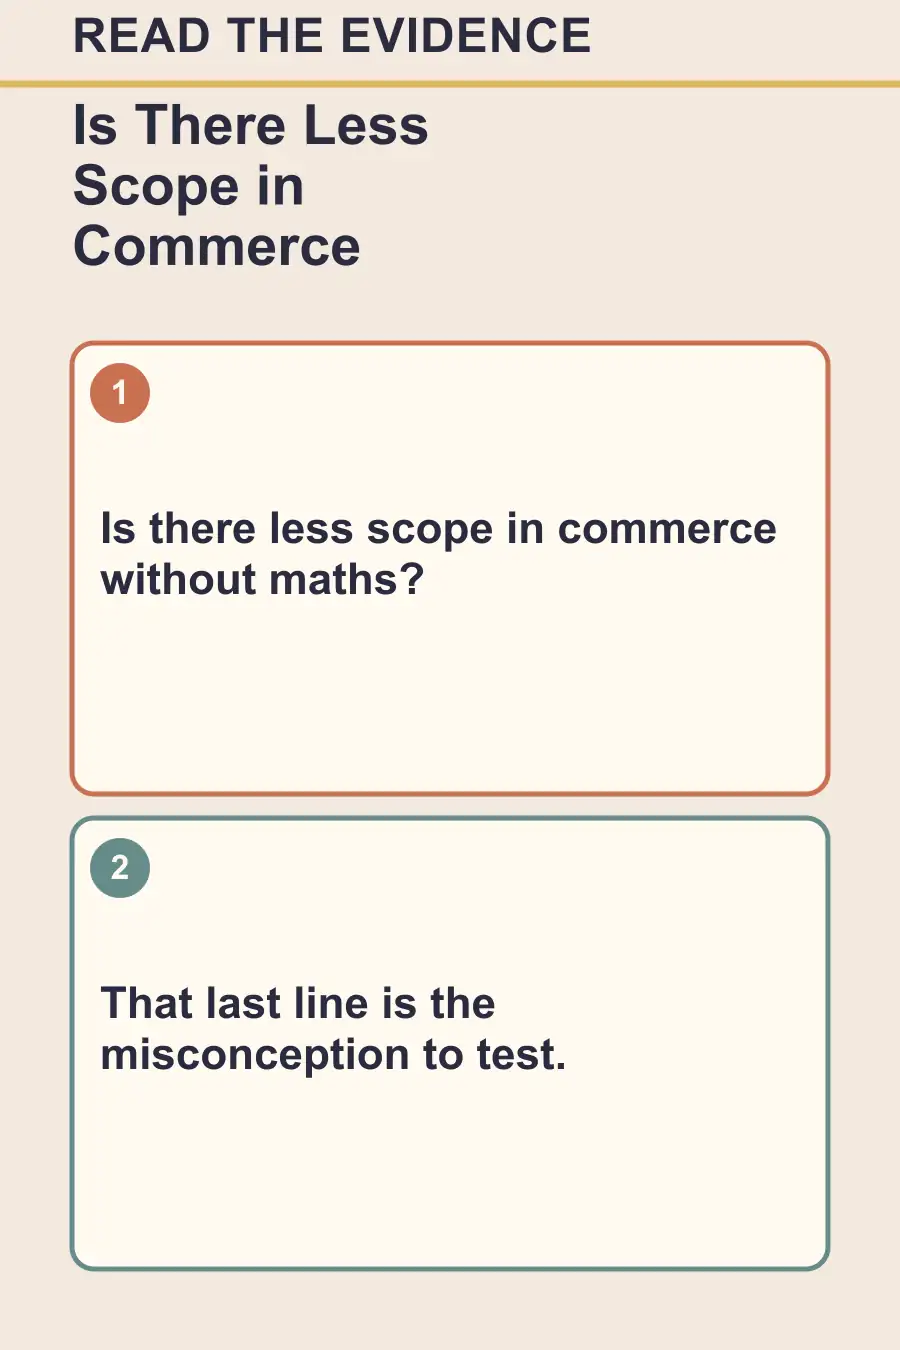 READ THE EVIDENCE
Is There Less
Scope in
Commerce
1
Is there less scope in commerce
without maths?
2
That last line is the
misconception to test.